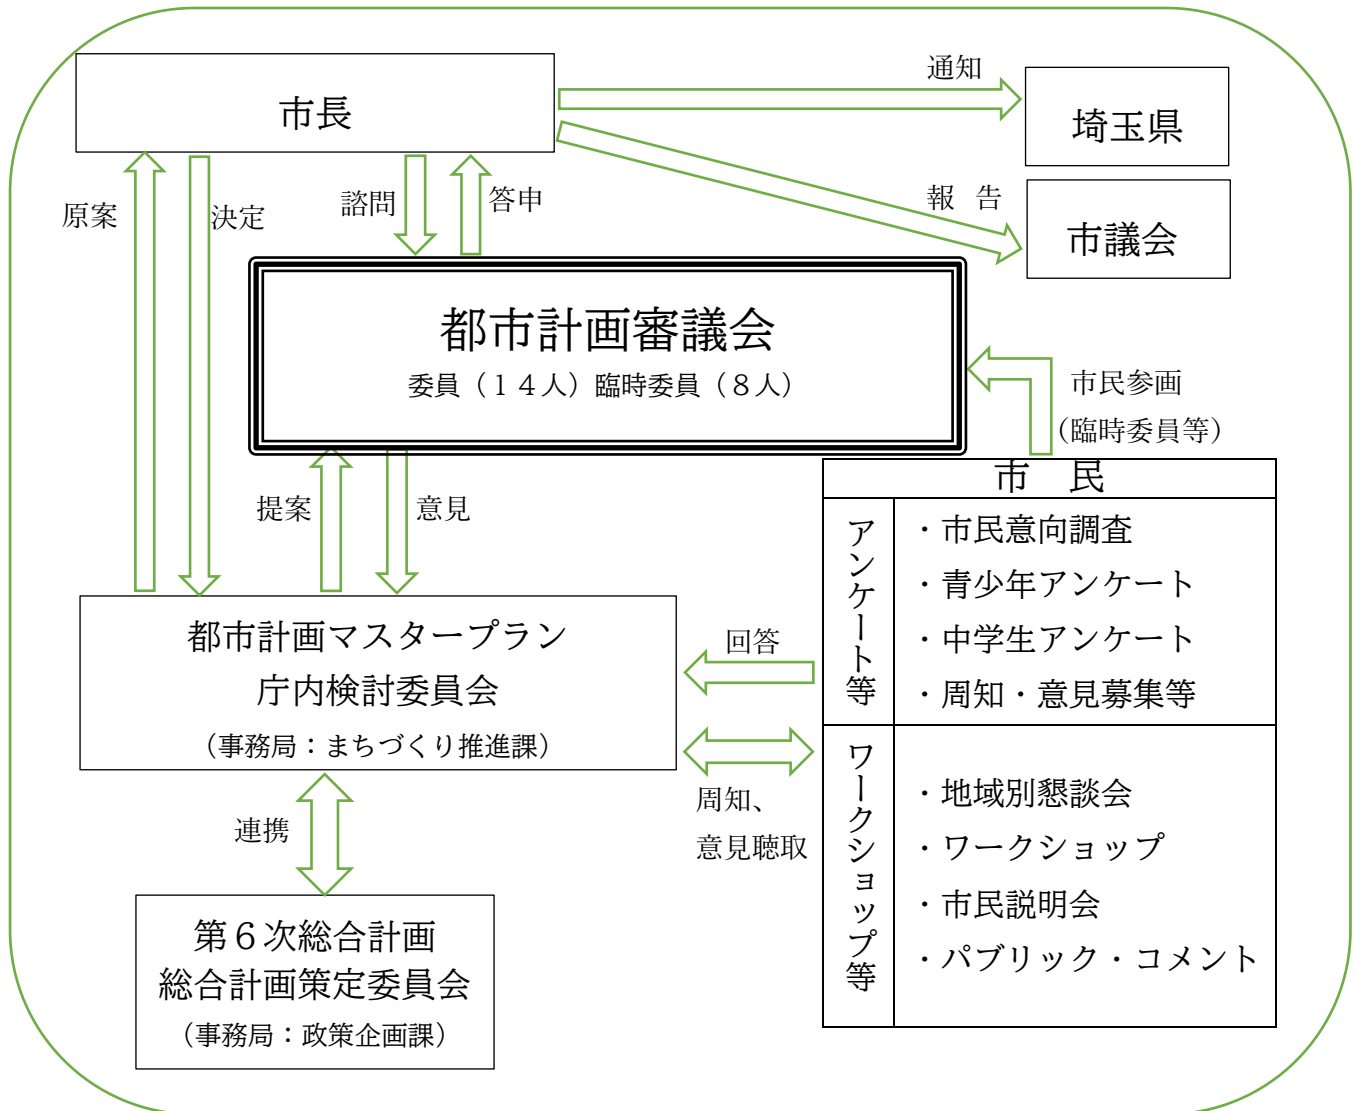 市長
通知
埼玉県
報 告
市議会
原案
決定
諮問
答申
都市計画審議会
委員（１４人）臨時委員（８人）
市民参画
（臨時委員等）
提案
意見
都市計画マスタープラン
庁内検討委員会
（事務局：まちづくり推進課）
回答
周知、
意見聴取
市　民
アンケート等
・市民意向調査
・青少年アンケート
・中学生アンケート
・周知・意見募集等
ワークショップ等
・地域別懇談会
・ワークショップ
・市民説明会
・パブリック・コメント
連携
第６次総合計画
総合計画策定委員会
（事務局：政策企画課）